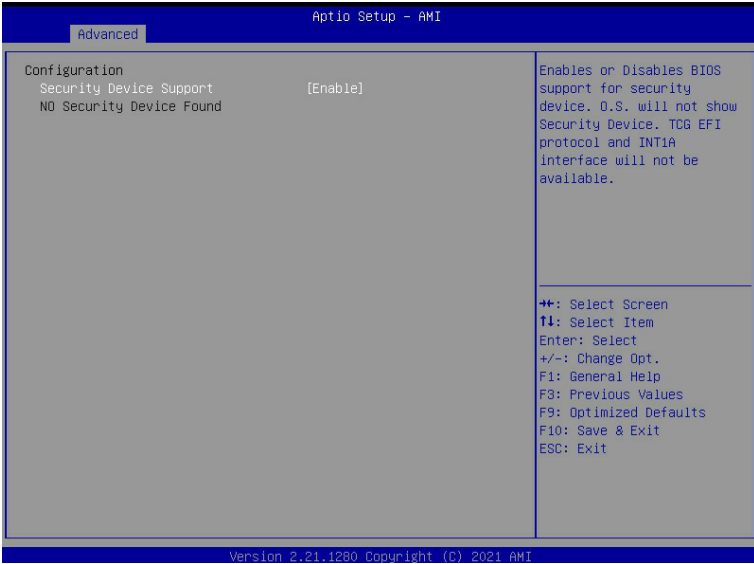 Aptio Setup – AMI
Advanced
Configuration
Security Device Support [Enable]
NO Security Device Found
Enables or Disables BIOS
support for security
device. O.S. will not show
Security Device. TCG EFI
protocol and INT1A
interface will not be
available.
→←: Select Screen
↑↓: Select Item
Enter: Select
+/-: Change Opt.
F1: General Help
F3: Previous Values
F9: Optimized Defaults
F10: Save & Exit
ESC: Exit
Version 2.21.1280 Copyright (C) 2021 AMI